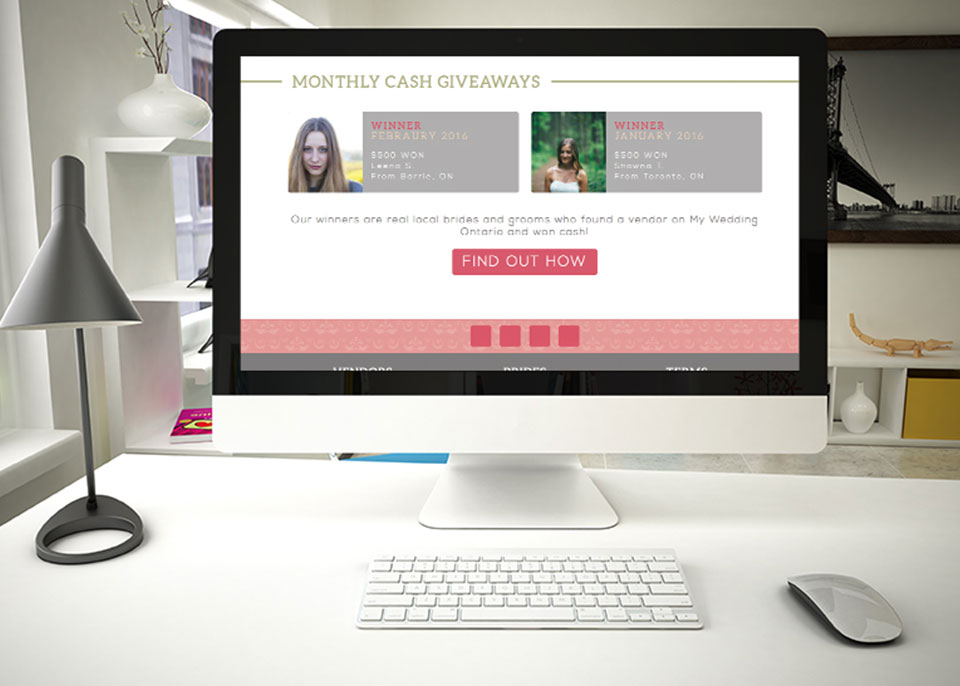 MONTHLY CASH GIVEAWAYS
WINNER
FEBRAURY 2016
$500 WON
Leena S.
From Barrie, ON
WINNER
JANUARY 2016
$500 WON
Shawna T.
From Toronto, ON
Our winners are real local brides and grooms who found a vendor on My Wedding
Ontario and won cash!
FIND OUT HOW
VENDORS
BRIDES
TERMS